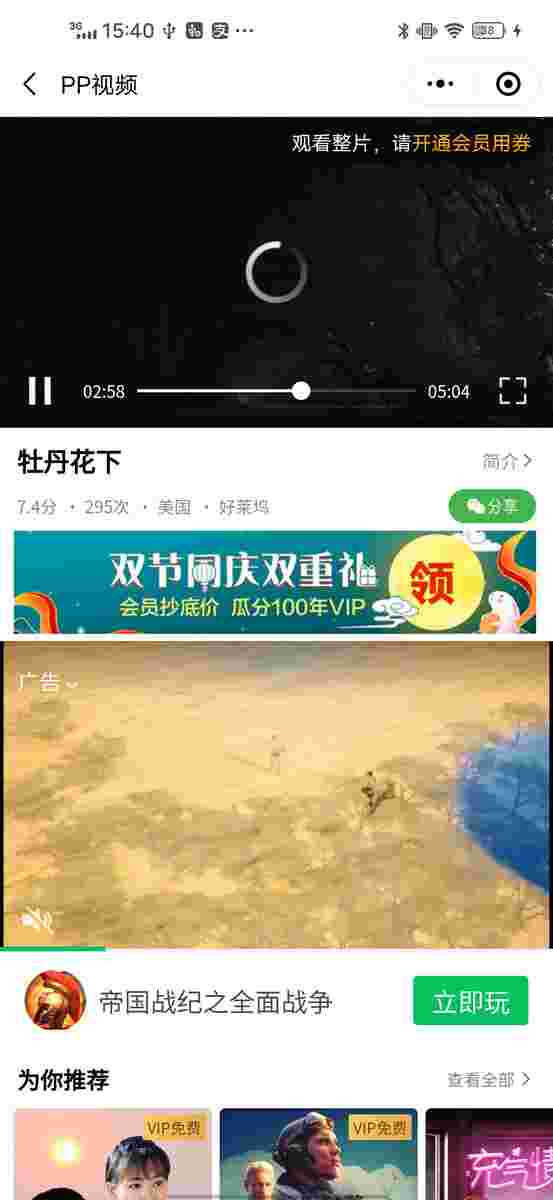 3G 15:40 58
PP视频
观看整片，请开通会员用券
02:58 05:04
牡丹花下 简介
7.4分 · 295次 · 美国 · 好莱坞 分享
双节同庆双重礼 领
会员抄底价 瓜分100年VIP
广告
帝国战纪之全面战争 立即玩
为你推荐 查看全部
VIP免费 VIP免费 充气情